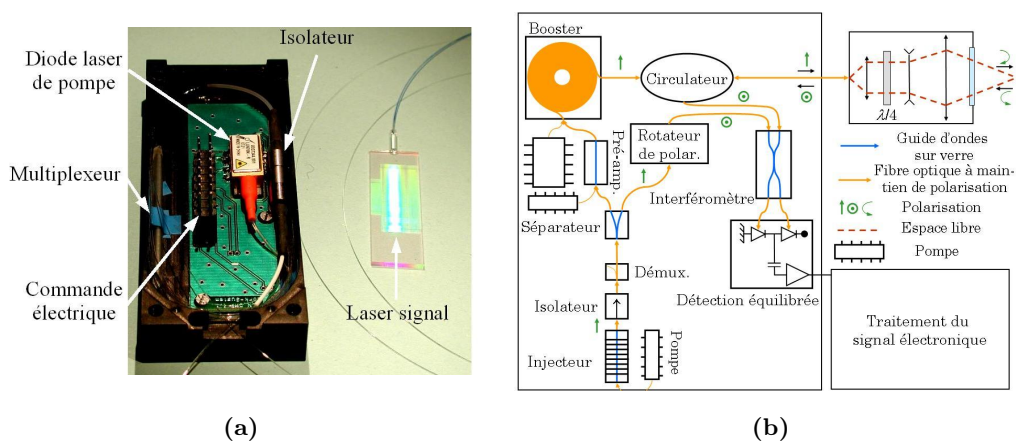 (a)
Isolateur
Diode laser
de pompe
Multiplexeur
Commande
électrique
Laser signal
(b)
Booster
Circulateur
λ/4
Pré-amp.
Rotateur
de polar.
Interféromètre
Séparateur
Démux.
Détection équilibrée
Isolateur
Injecteur
Pompe
Guide d'ondes
sur verre
Fibre optique à main-
tien de polarisation
Polarisation
Espace libre
Pompe
Traitement du
signal électronique
(a)
(b)